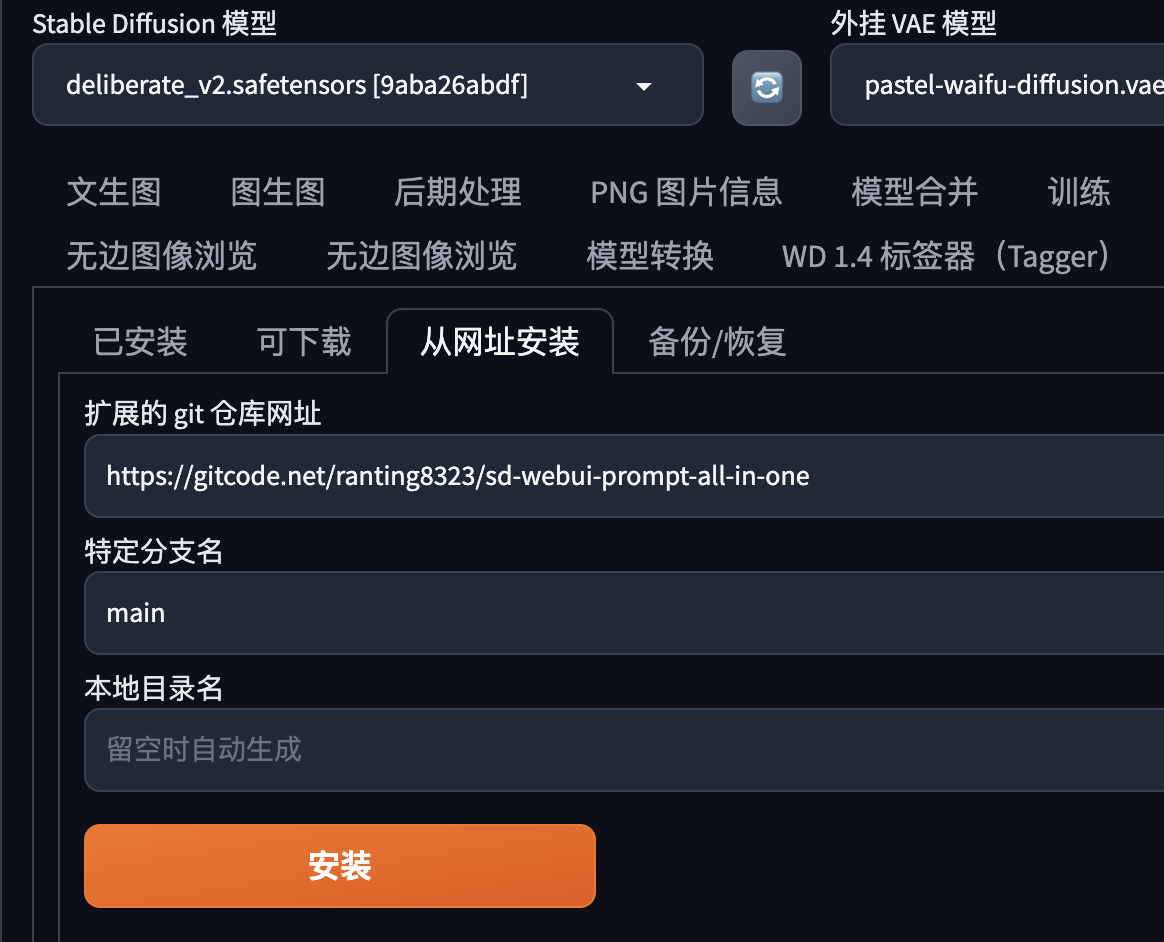 Stable Diffusion 模型
外挂 VAE 模型
deliberate_v2.safetensors [9aba26abdf]
pastel-waifu-diffusion.vae
文生图 图生图 后期处理 PNG 图片信息 模型合并 训练
无边图像浏览 无边图像浏览 模型转换 WD 1.4 标签器（Tagger）
已安装 可下载 从网址安装 备份/恢复
扩展的 git 仓库网址
https://gitcode.net/ranting8323/sd-webui-prompt-all-in-one
特定分支名
main
本地目录名
留空时自动生成
安装